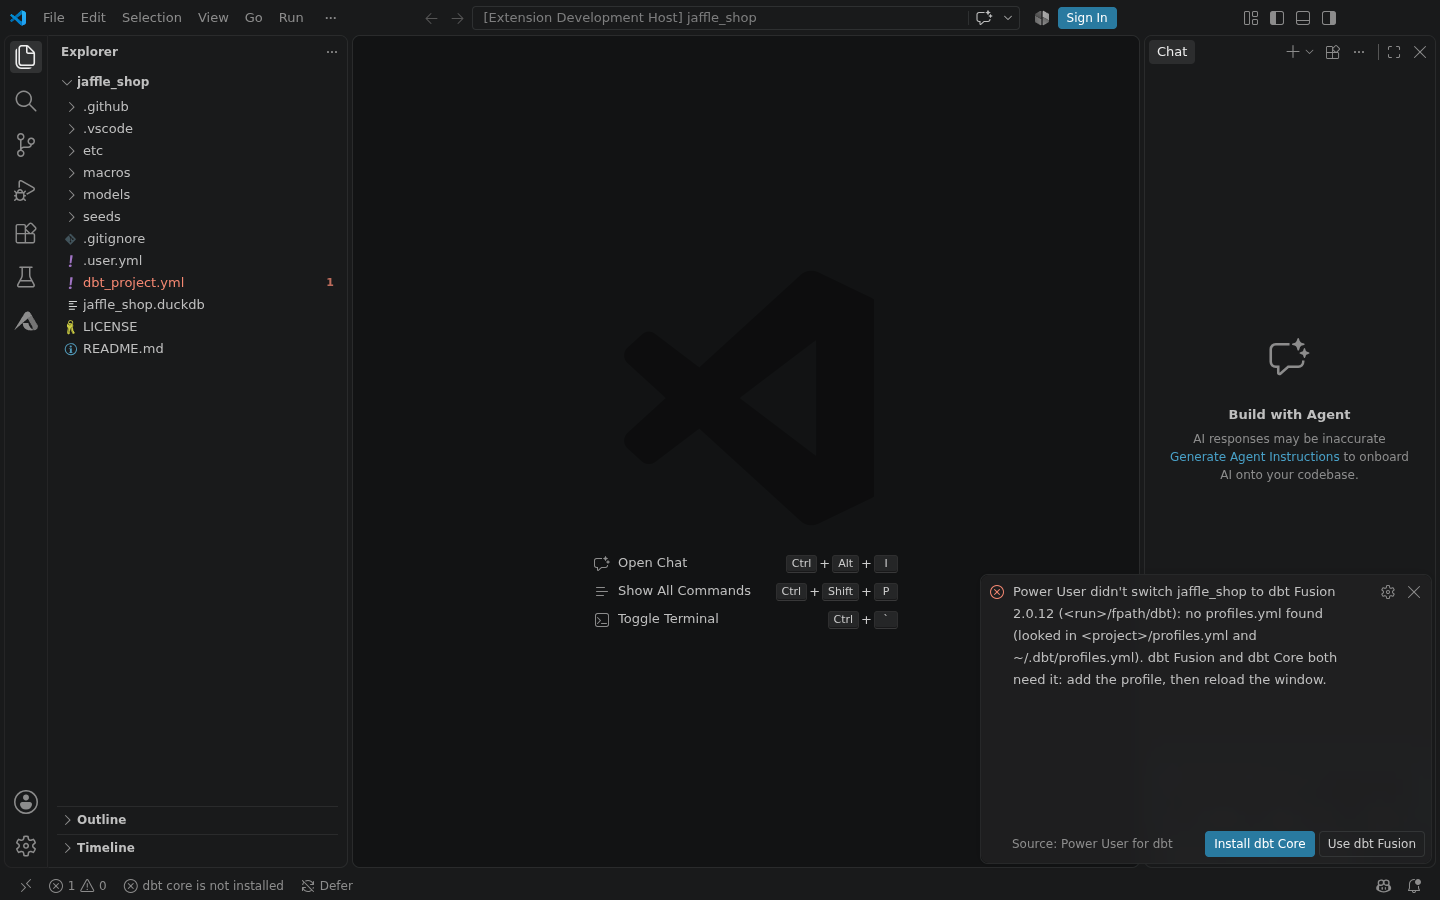 File Edit Selection View Go Run ···
[Extension Development Host] jaffle_shop
Sign In
Explorer
jaffle_shop
.github
.vscode
etc
macros
models
seeds
.gitignore
.user.yml
dbt_project.yml 1
jaffle_shop.duckdb
LICENSE
README.md
Outline
Timeline
Open Chat Ctrl + Alt + I
Show All Commands Ctrl + Shift + P
Toggle Terminal Ctrl + `
Chat
Build with Agent
AI responses may be inaccurate
Generate Agent Instructions to onboard
AI onto your codebase.
Power User didn't switch jaffle_shop to dbt Fusion
2.0.12 (<run>/fpath/dbt): no profiles.yml found
(looked in <project>/profiles.yml and
~/.dbt/profiles.yml). dbt Fusion and dbt Core both
need it: add the profile, then reload the window.
Source: Power User for dbt
Install dbt Core
Use dbt Fusion
1 0 dbt core is not installed Defer